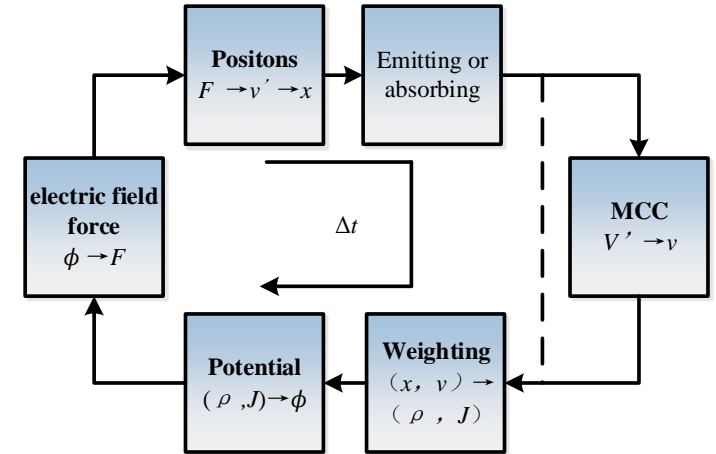 Positons
F →v′→x
Emitting or
absorbing
electric field
force
ϕ →F
Δt
MCC
V′ →v
Potential
(ρ,J)→ϕ
Weighting
（x，v）→
（ρ，J）